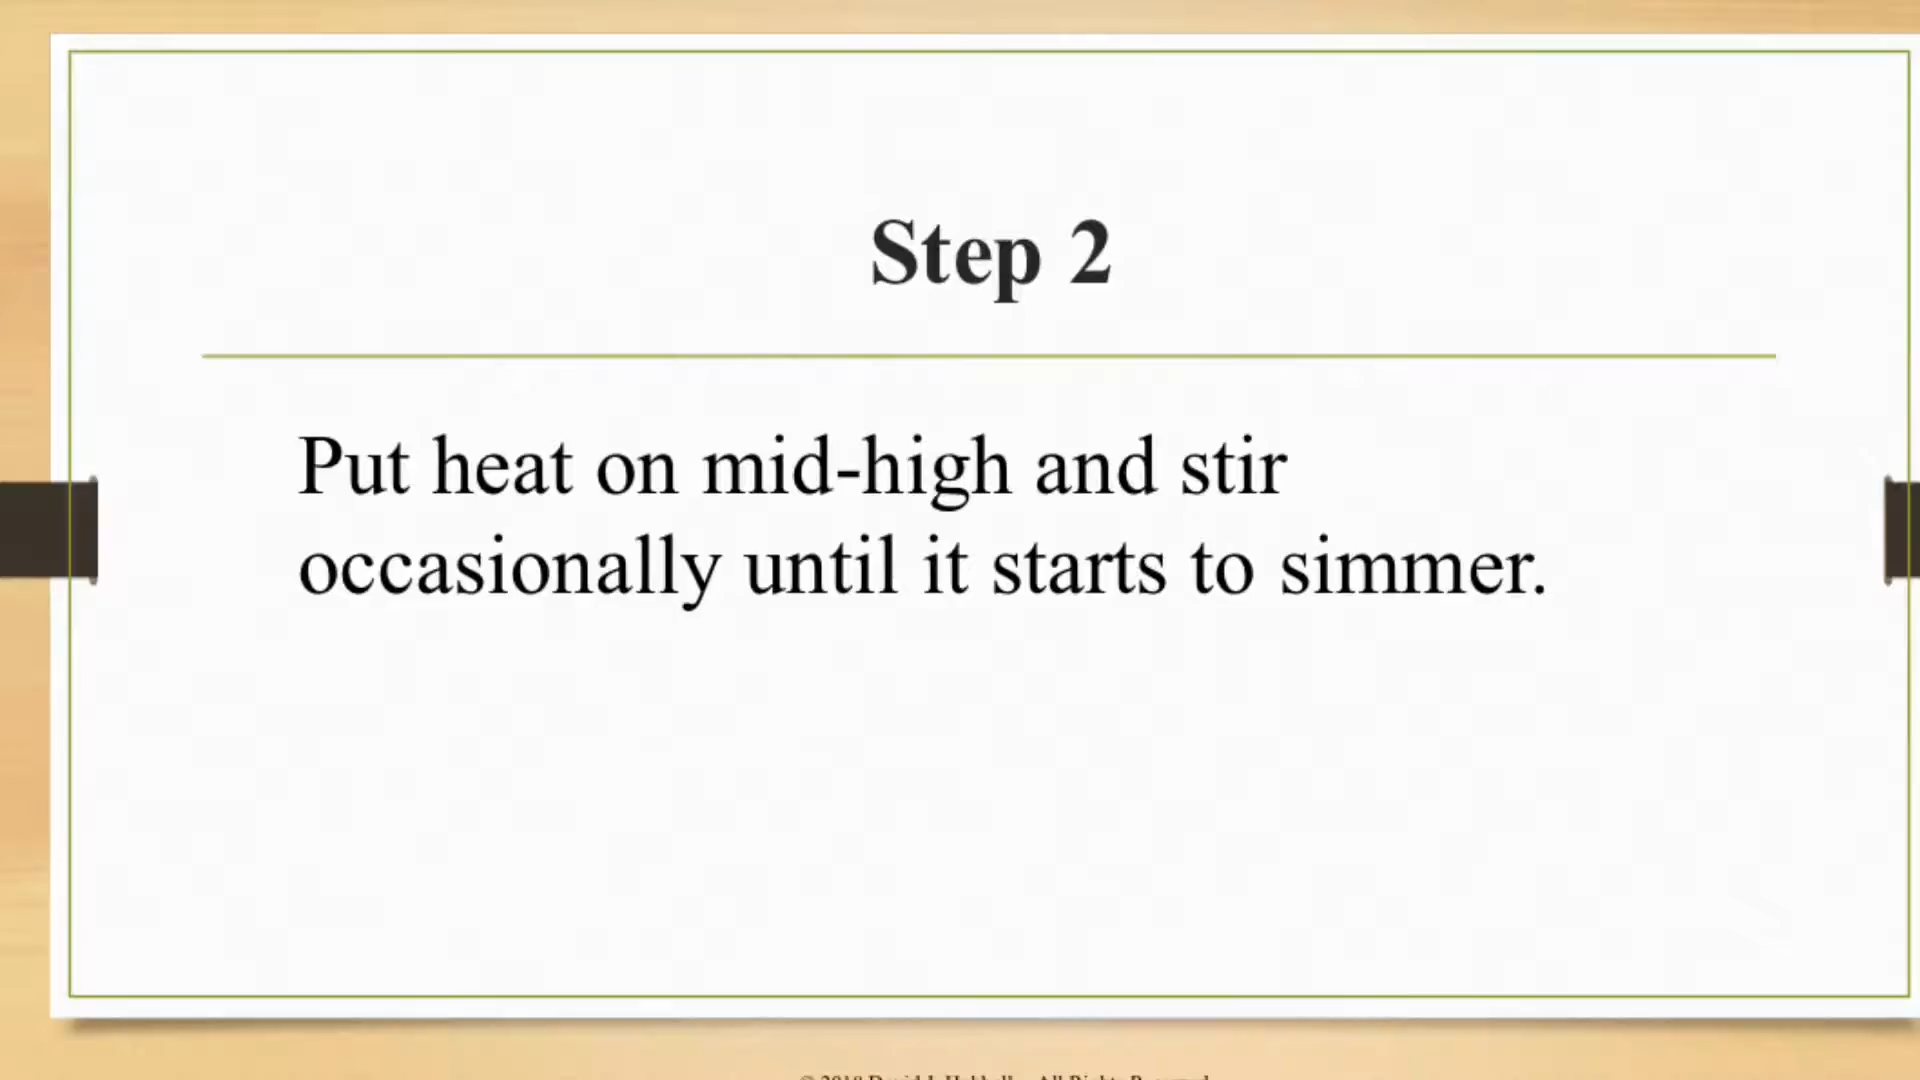 Step 2
Put heat on mid-high and stir
occasionally until it starts to simmer.